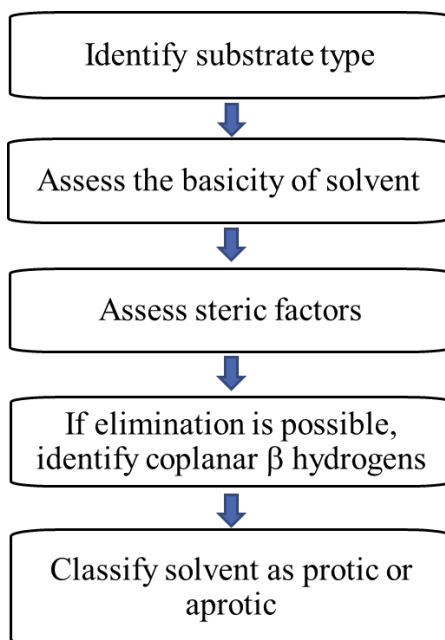 Identify substrate type
Assess the basicity of solvent
Assess steric factors
If elimination is possible,
identify coplanar β hydrogens
Classify solvent as protic or
aprotic